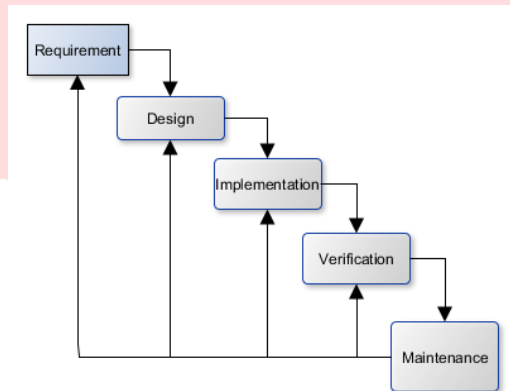 Requirement
Design
Implementation
Verification
Maintenance